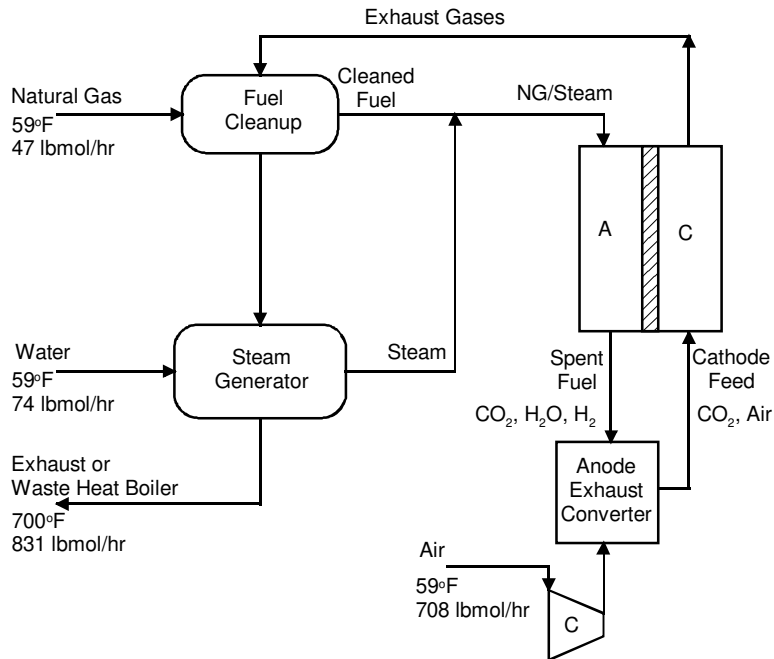 Exhaust Gases
Natural Gas
59°F
47 lbmol/hr
Fuel
Cleanup
Cleaned
Fuel
NG/Steam
A
C
Water
59°F
74 lbmol/hr
Steam
Generator
Steam
Spent
Fuel
CO₂, H₂O, H₂
Cathode
Feed
CO₂, Air
Exhaust or
Waste Heat Boiler
700°F
831 lbmol/hr
Anode
Exhaust
Converter
Air
59°F
708 lbmol/hr
C